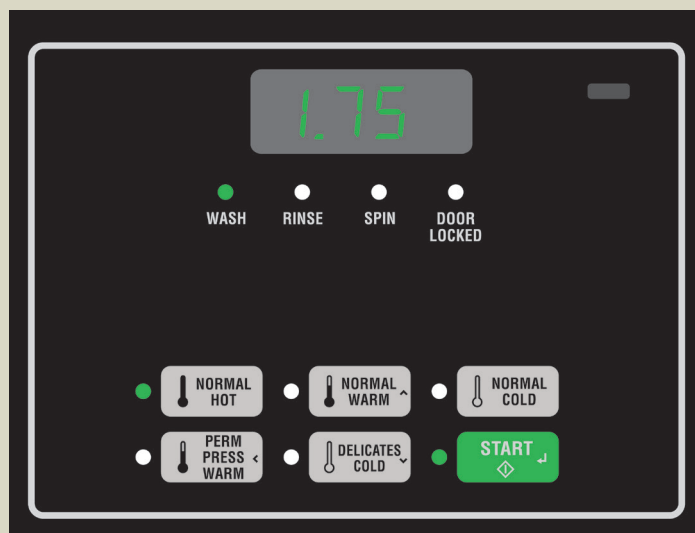 1.75
WASH RINSE SPIN DOOR
LOCKED
NORMAL
HOT
NORMAL
WARM
NORMAL
COLD
PERM
PRESS
WARM
DELICATES
COLD
START